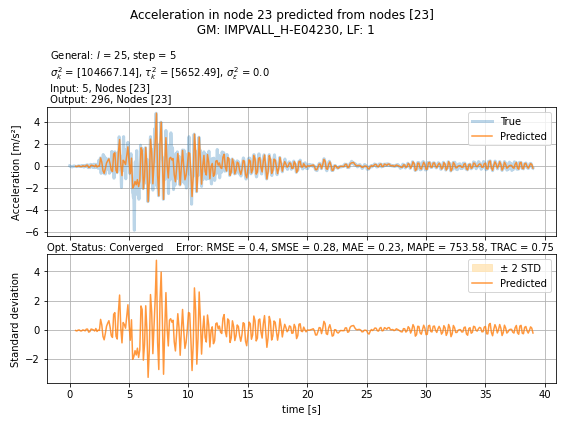 Acceleration in node 23 predicted from nodes [23]
GM: IMPVALL_H-E04230, LF: 1
General: l = 25, step = 5
σ²ₖ = [104667.14], τ²ₖ = [5652.49], σ²ₑ = 0.0
Input: 5, Nodes [23]
Output: 296, Nodes [23]
4
2
0
−2
−4
−6
Acceleration [m/s²]
True
Predicted
Opt. Status: Converged Error: RMSE = 0.4, SMSE = 0.28, MAE = 0.23, MAPE = 753.58, TRAC = 0.75
4
2
0
−2
Standard deviation
± 2 STD
Predicted
0 5 10 15 20 25 30 35 40
time [s]